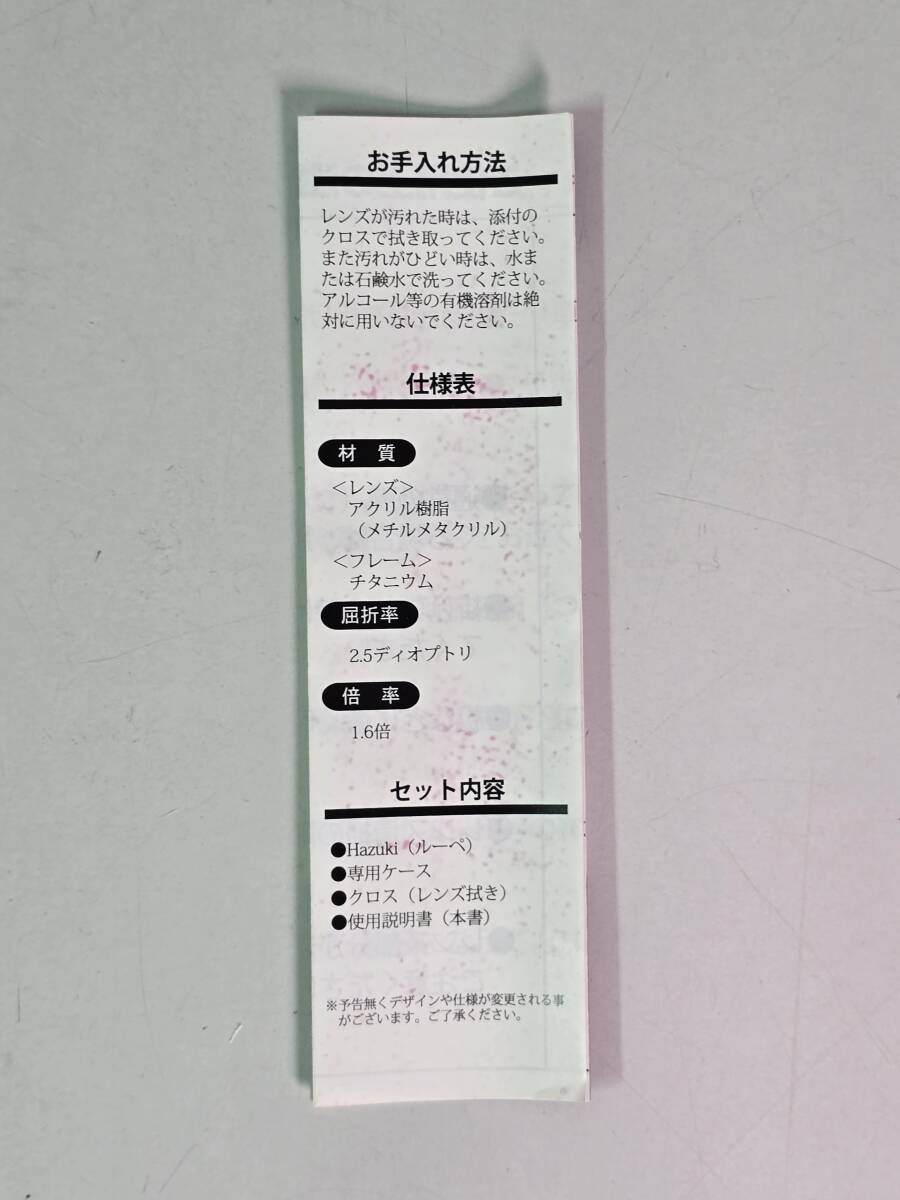 お手入れ方法
レンズが汚れた時は、添付の
クロスで拭き取ってください。
また汚れがひどい時は、水ま
たは石鹸水で洗ってください。
アルコール等の有機溶剤は絶
対に用いないでください。
仕様表
材 質
＜レンズ＞
アクリル樹脂
（メチルメタクリル）
＜フレーム＞
チタニウム
屈折率
2.5ディオプトリ
倍 率
1.6倍
セット内容
●Hazuki（ルーペ）
●専用ケース
●クロス（レンズ拭き）
●使用説明書（本書）
※予告無くデザインや仕様が変更される事
がございます。ご了承ください。